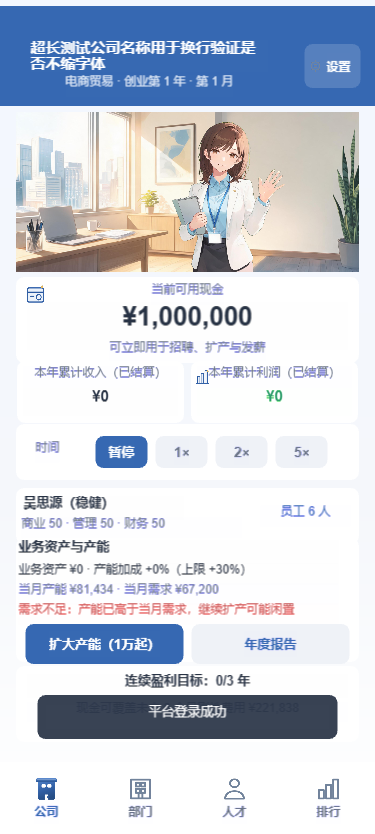 超长测试公司名称用于换行验证是
否不缩字体
电商贸易 · 创业第 1 年 · 第 1 月
设置
当前可用现金
¥1,000,000
可立即用于招聘、扩产与发薪
本年累计收入（已结算）
¥0
本年累计利润（已结算）
¥0
时间
暂停
1×
2×
5×
吴思源（稳健）
商业 50 · 管理 50 · 财务 50
员工 6 人
业务资产与产能
业务资产 ¥0 · 产能加成 +0%（上限 +30%）
当月产能 ¥81,434 · 当月需求 ¥67,200
需求不足：产能已高于当月需求，继续扩产可能闲置
扩大产能（1万起）
年度报告
连续盈利目标：0/3 年
平台登录成功
公司
部门
人才
排行